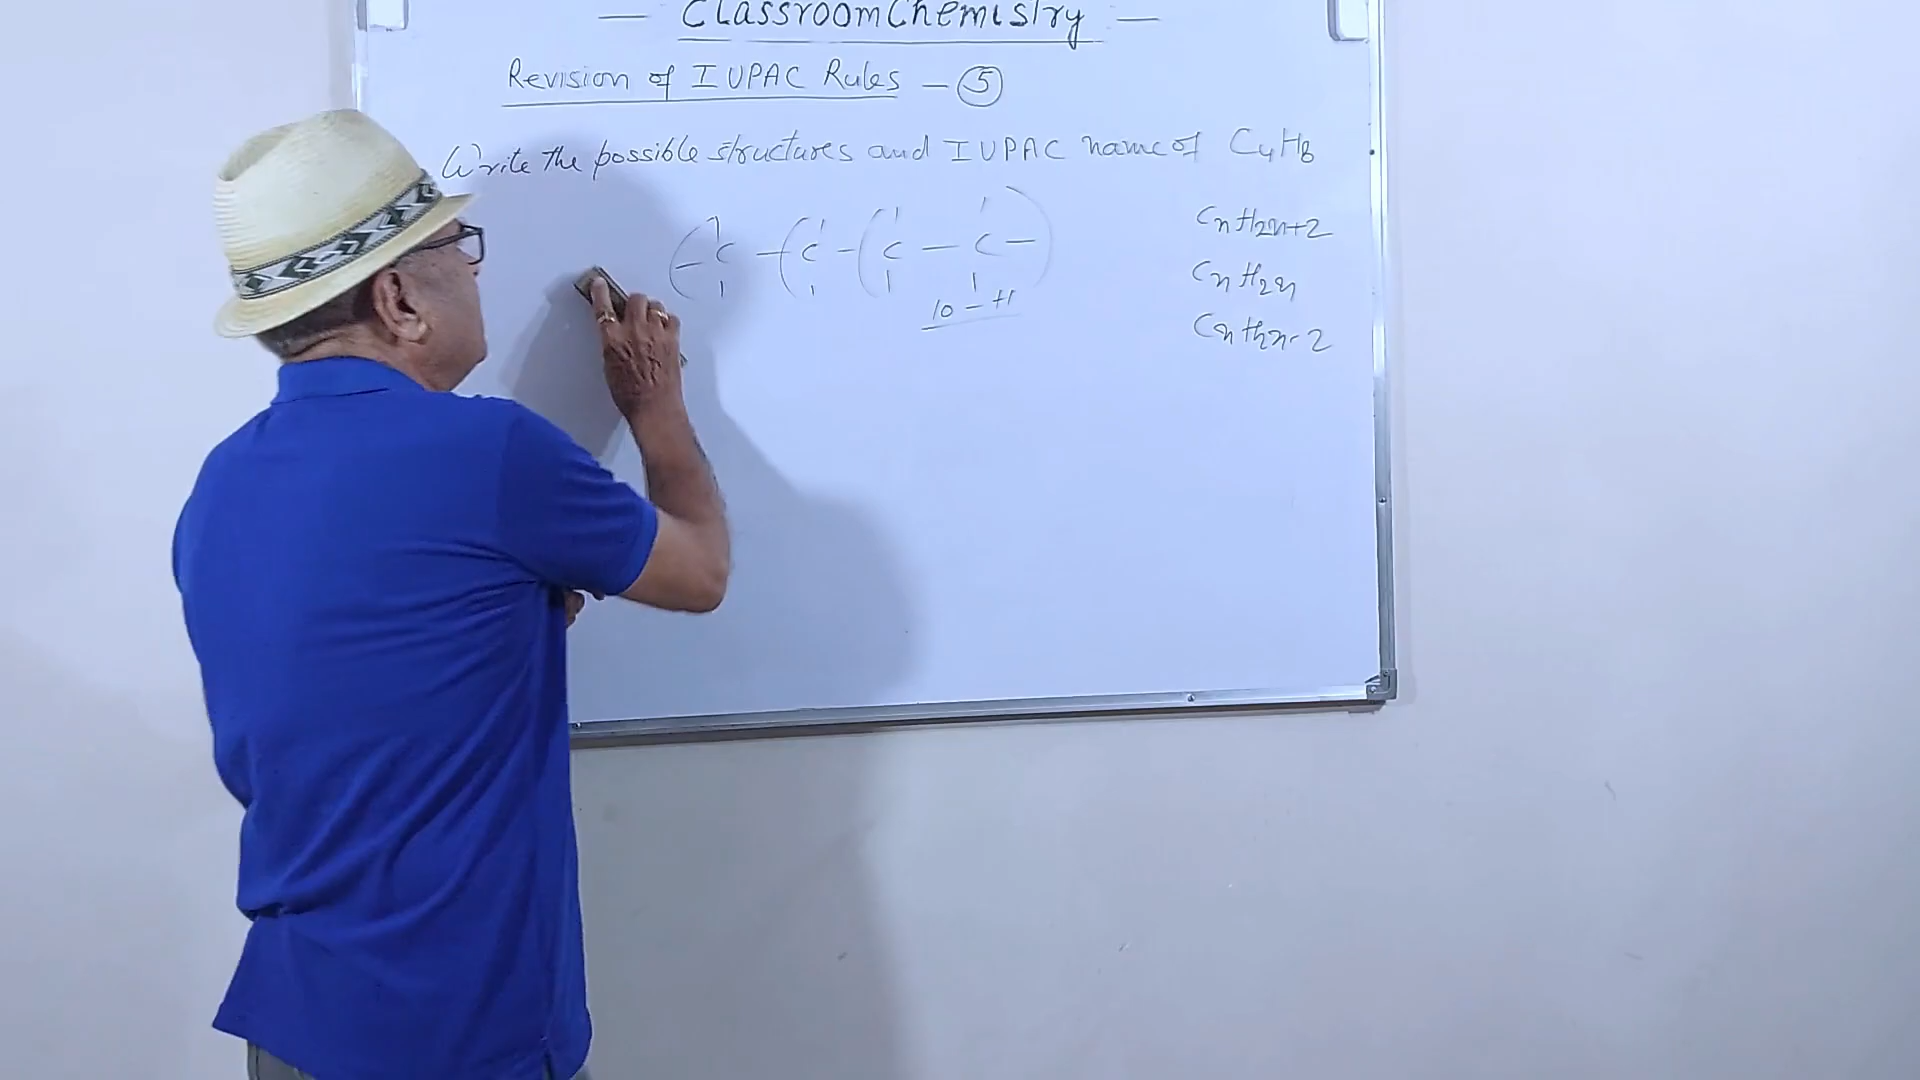 — ClassroomChemistry —
Revision of IUPAC Rules - 5
Write the possible structures and IUPAC name of C4H8
-C-C-C-C-
10-H
CnH2n+2
CnH2n
CnH2n-2